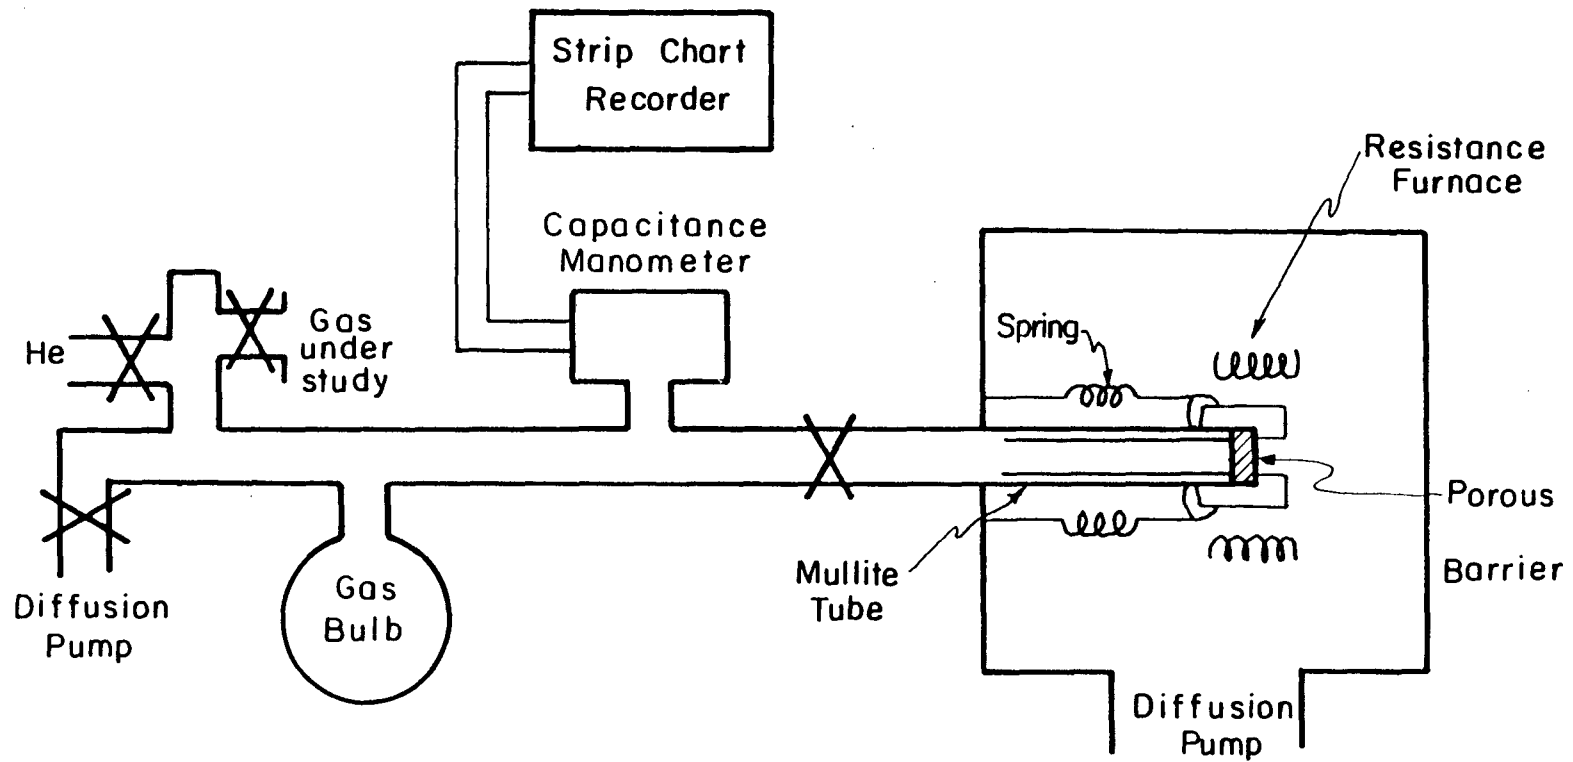 Strip Chart
Recorder
Resistance
Furnace
Capacitance
Manometer
Spring
He
Gas
under
study
Porous
Barrier
Mullite
Tube
Gas
Bulb
Diffusion
Pump
Diffusion
Pump